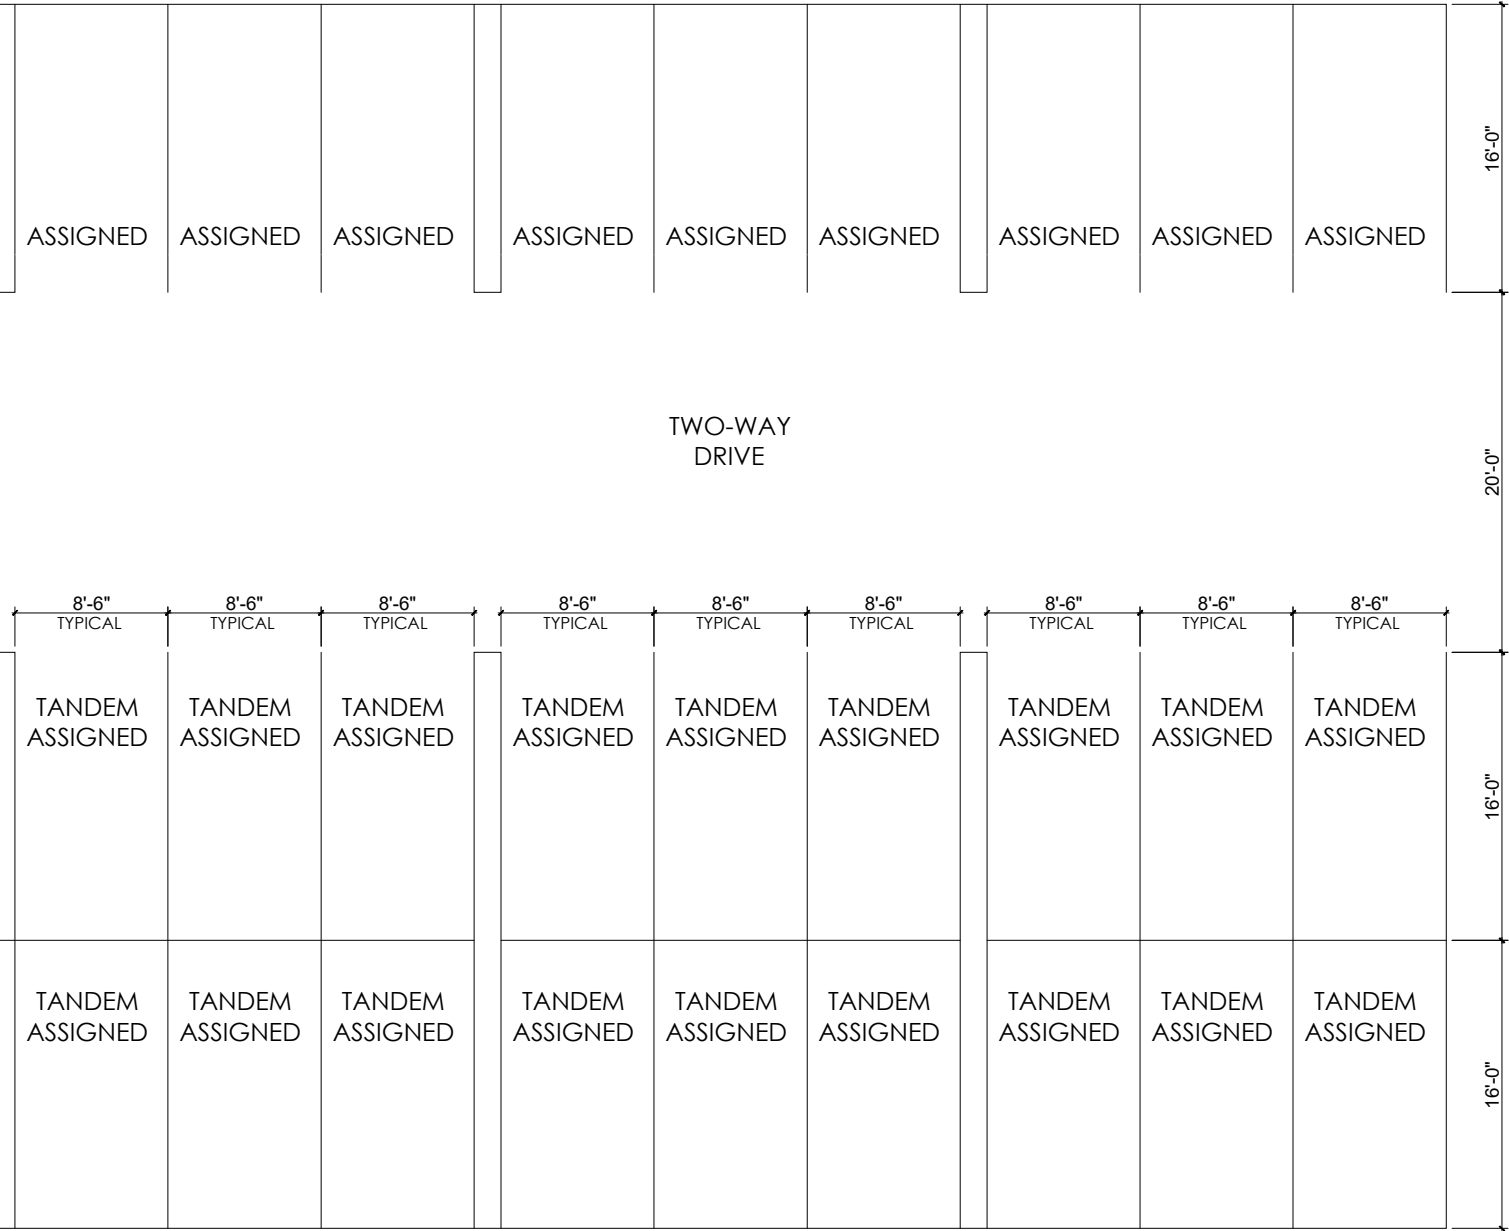 16'-0"
ASSIGNED ASSIGNED ASSIGNED ASSIGNED ASSIGNED ASSIGNED ASSIGNED ASSIGNED ASSIGNED
TWO-WAY
DRIVE
20'-0"
8'-6" 8'-6" 8'-6" 8'-6" 8'-6" 8'-6" 8'-6" 8'-6" 8'-6"
TYPICAL TYPICAL TYPICAL TYPICAL TYPICAL TYPICAL TYPICAL TYPICAL TYPICAL
TANDEM TANDEM TANDEM TANDEM TANDEM TANDEM TANDEM TANDEM TANDEM
ASSIGNED ASSIGNED ASSIGNED ASSIGNED ASSIGNED ASSIGNED ASSIGNED ASSIGNED ASSIGNED
16'-0"
TANDEM TANDEM TANDEM TANDEM TANDEM TANDEM TANDEM TANDEM TANDEM
ASSIGNED ASSIGNED ASSIGNED ASSIGNED ASSIGNED ASSIGNED ASSIGNED ASSIGNED ASSIGNED
16'-0"